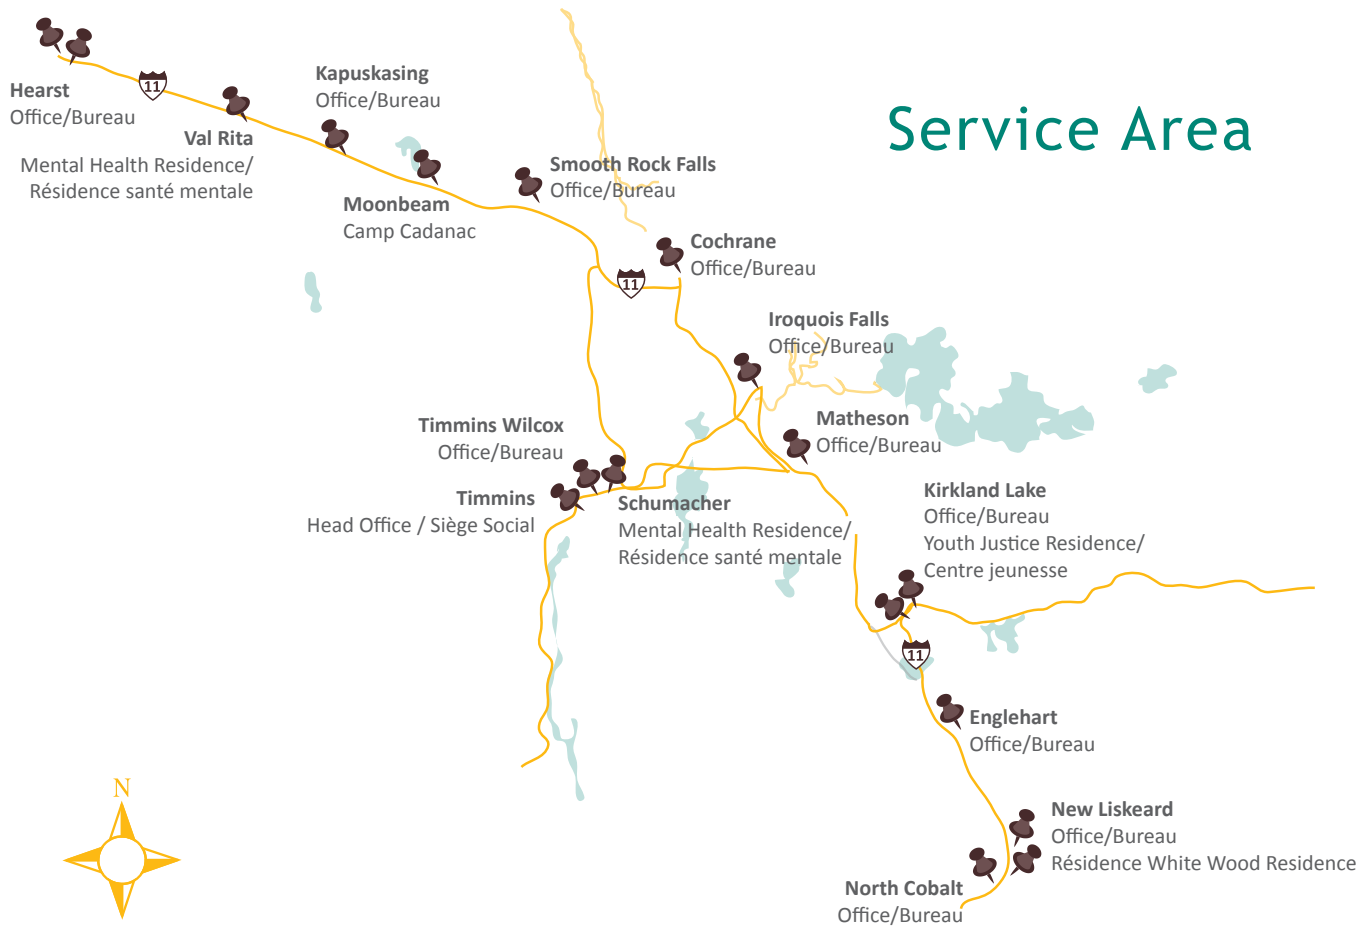 Service Area
Hearst
Office/Bureau
11
Val Rita
Mental Health Residence/
Résidence santé mentale
Kapuskasing
Office/Bureau
Moonbeam
Camp Cadanac
Smooth Rock Falls
Office/Bureau
Cochrane
Office/Bureau
11
Iroquois Falls
Office/Bureau
Matheson
Office/Bureau
Timmins Wilcox
Office/Bureau
Timmins
Head Office / Siège Social
Schumacher
Mental Health Residence/
Résidence santé mentale
Kirkland Lake
Office/Bureau
Youth Justice Residence/
Centre jeunesse
11
Englehart
Office/Bureau
New Liskeard
Office/Bureau
Résidence White Wood Residence
North Cobalt
Office/Bureau
N